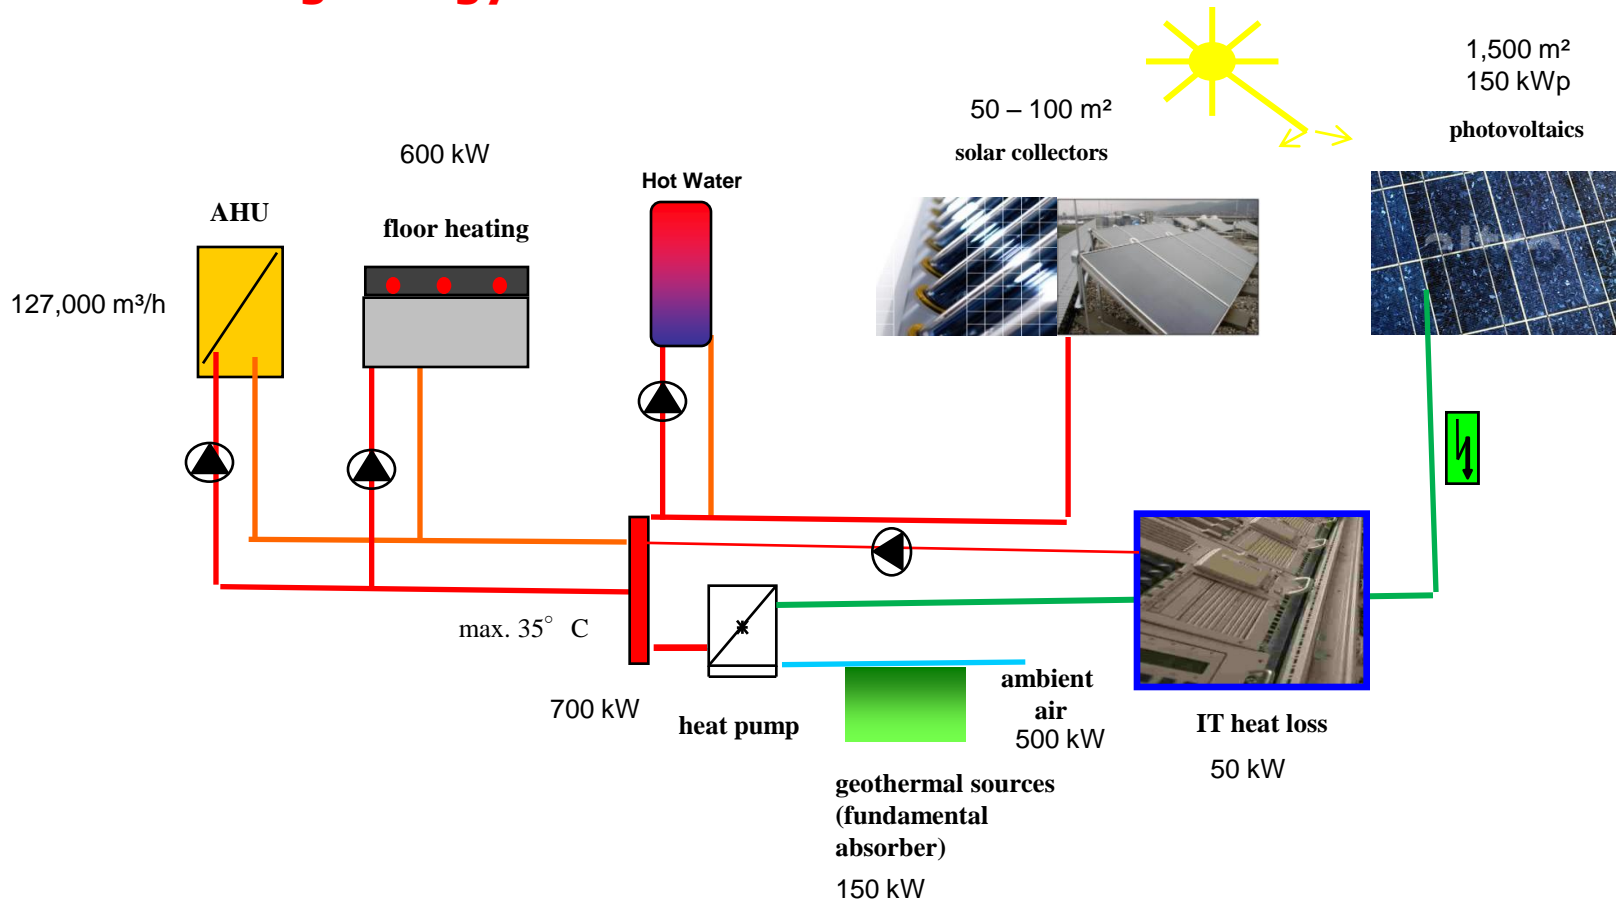 1,500 m²
150 kWp
photovoltaics
50 – 100 m²
solar collectors
600 kW
Hot Water
AHU
floor heating
127,000 m³/h
max. 35° C
700 kW
heat pump
ambient
air
500 kW
IT heat loss
50 kW
geothermal sources
(fundamental
absorber)
150 kW